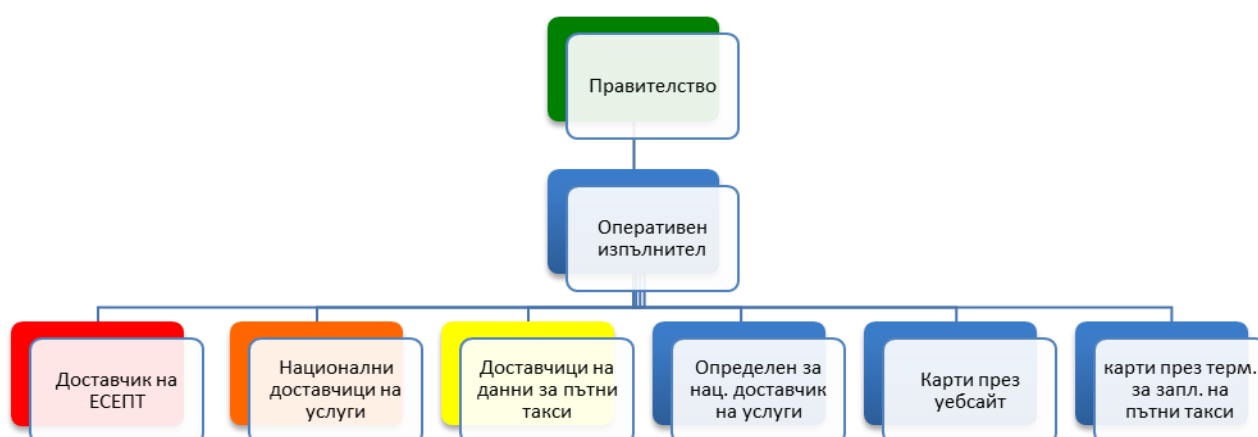 Правителство
Оперативен
изпълнител
Доставчик на
ЕСЕПТ
Национални
доставчици на
услуги
Доставчици на
данни за пътни
такси
Определен за
нац. доставчик
на услуги
Карти през
уебсайт
карти през терм.
за запл. на
пътни такси